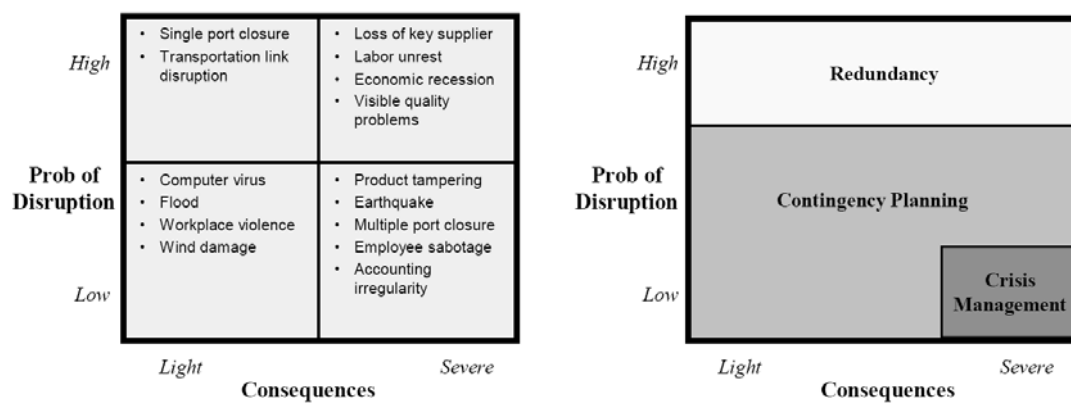 High
Prob of
Disruption
Low
• Single port closure
• Transportation link
disruption
• Loss of key supplier
• Labor unrest
• Economic recession
• Visible quality
problems
• Computer virus
• Flood
• Workplace violence
• Wind damage
• Product tampering
• Earthquake
• Multiple port closure
• Employee sabotage
• Accounting
irregularity
Light
Severe
Consequences
High
Prob of
Disruption
Low
Redundancy
Contingency Planning
Crisis
Management
Light
Severe
Consequences